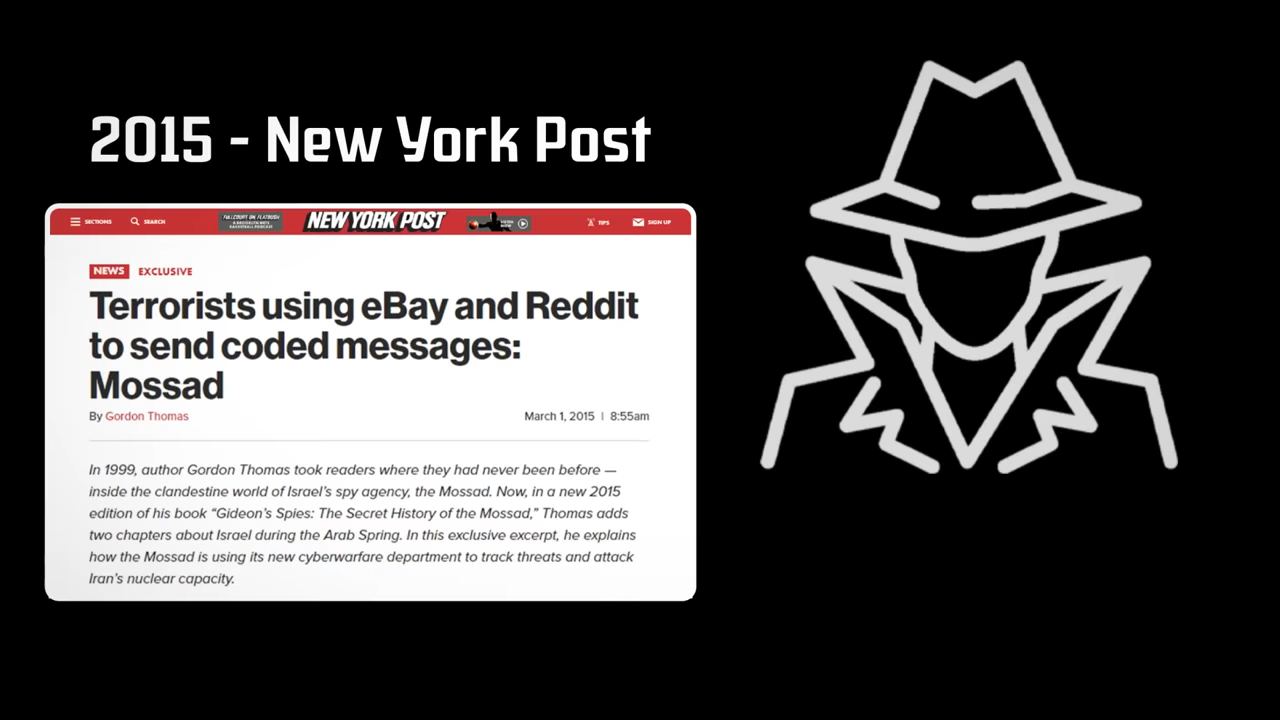 2015 - New York Post
SECTIONS
SEARCH
FULLCOURT ON FLATBUSH
NEW YORK POST
TIPS
SIGN UP
NEWS EXCLUSIVE
Terrorists using eBay and Reddit
to send coded messages:
Mossad
By Gordon Thomas
March 1, 2015 | 8:55am
In 1999, author Gordon Thomas took readers where they had never been before —
inside the clandestine world of Israel's spy agency, the Mossad. Now, in a new 2015
edition of his book “Gideon's Spies: The Secret History of the Mossad,” Thomas adds
two chapters about Israel during the Arab Spring. In this exclusive excerpt, he explains
how the Mossad is using its new cyberwarfare department to track threats and attack
Iran's nuclear capacity.